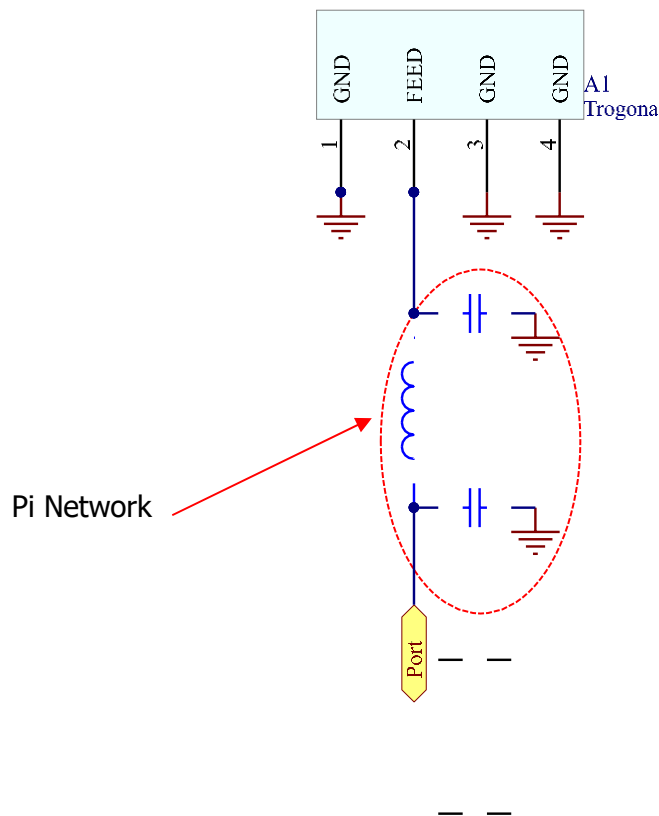 GND
FEED
GND
GND
A1
Trogona
1
2
3
4
Pi Network
Port